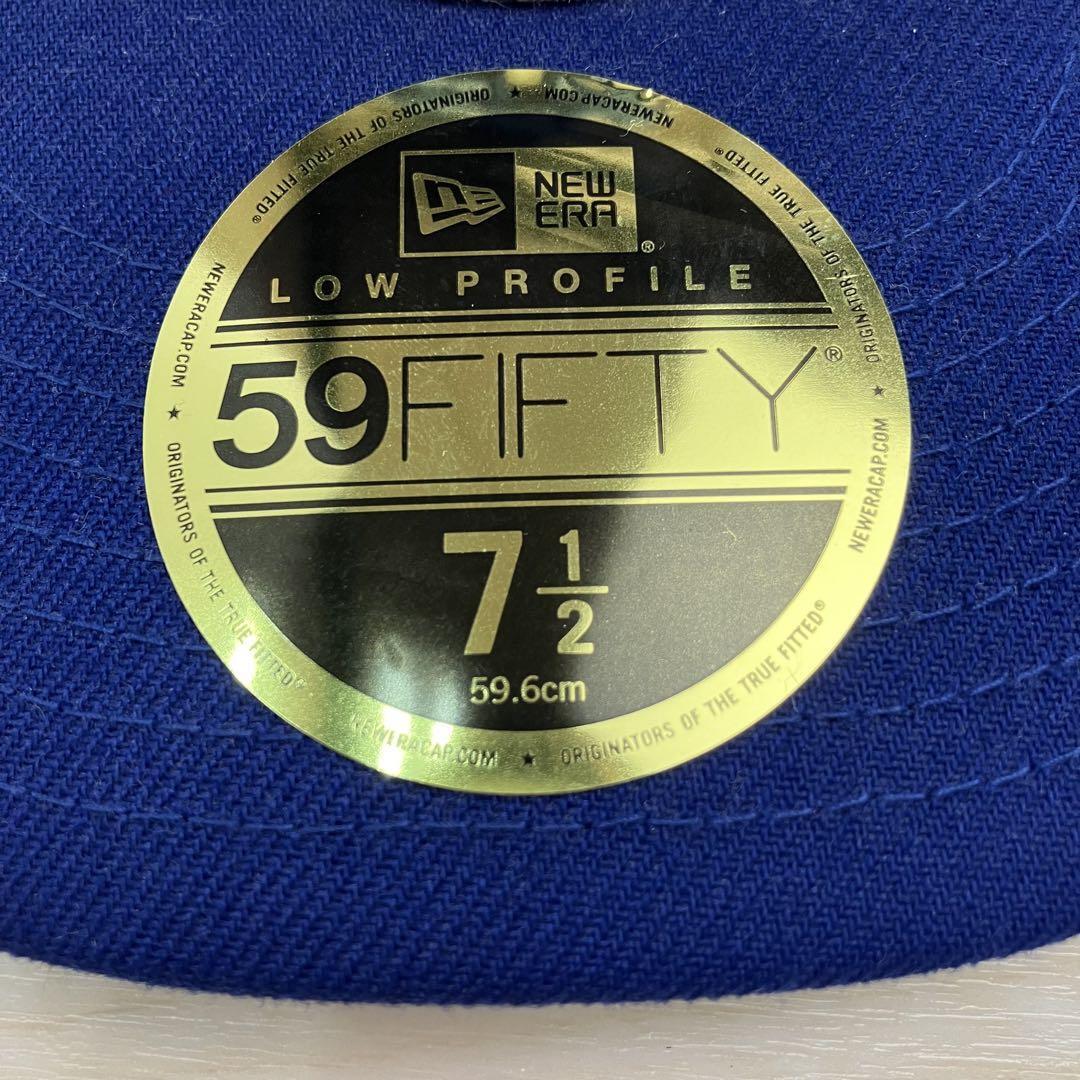 NEW
ERA®
LOW PROFILE
59FIFTY®
7 1/2
59.6cm
NEWERACAP.COM ★ ORIGINATORS OF THE TRUE FITTED®
NEWERACAP.COM ★ ORIGINATORS OF THE TRUE FITTED®
NEWERACAP.COM ★ ORIGINATORS OF THE TRUE FITTED®
NEWERACAP.COM ★ ORIGINATORS OF THE TRUE FITTED®